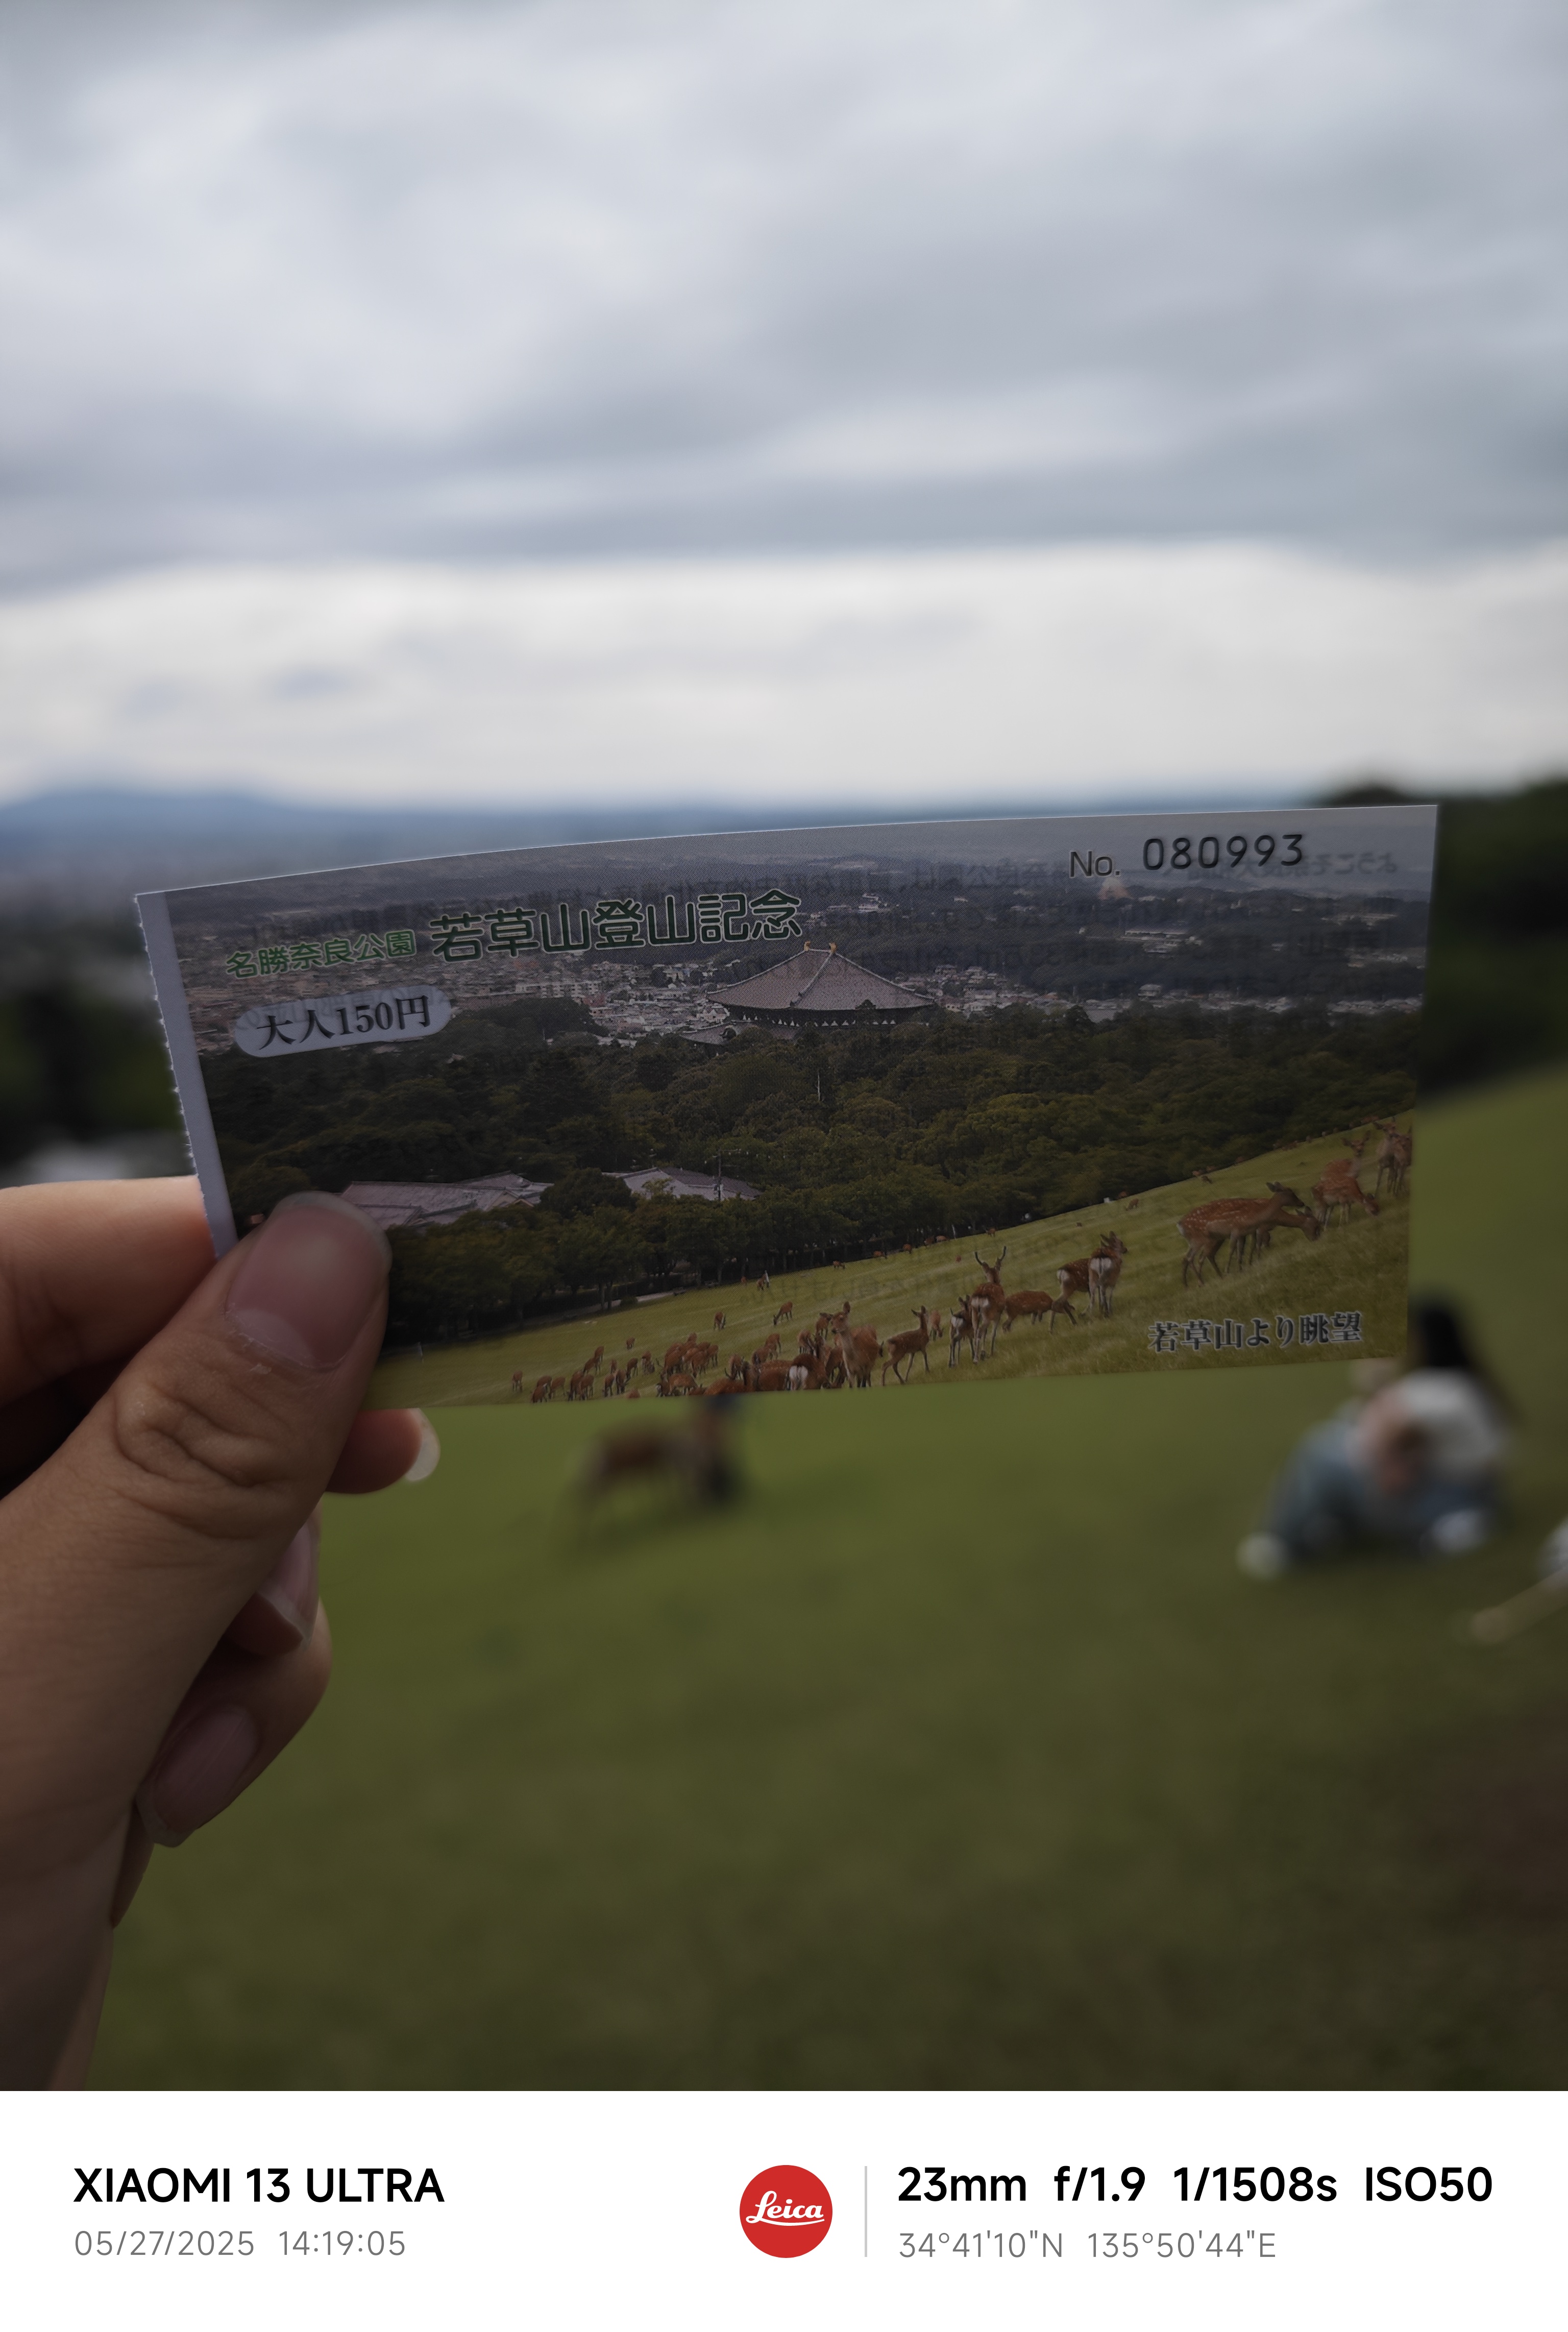 No. 080993
名勝奈良公園 若草山登山記念
大人150円
若草山より眺望
XIAOMI 13 ULTRA
05/27/2025 14:19:05
Leica
23mm f/1.9 1/1508s ISO50
34°41'10"N 135°50'44"E